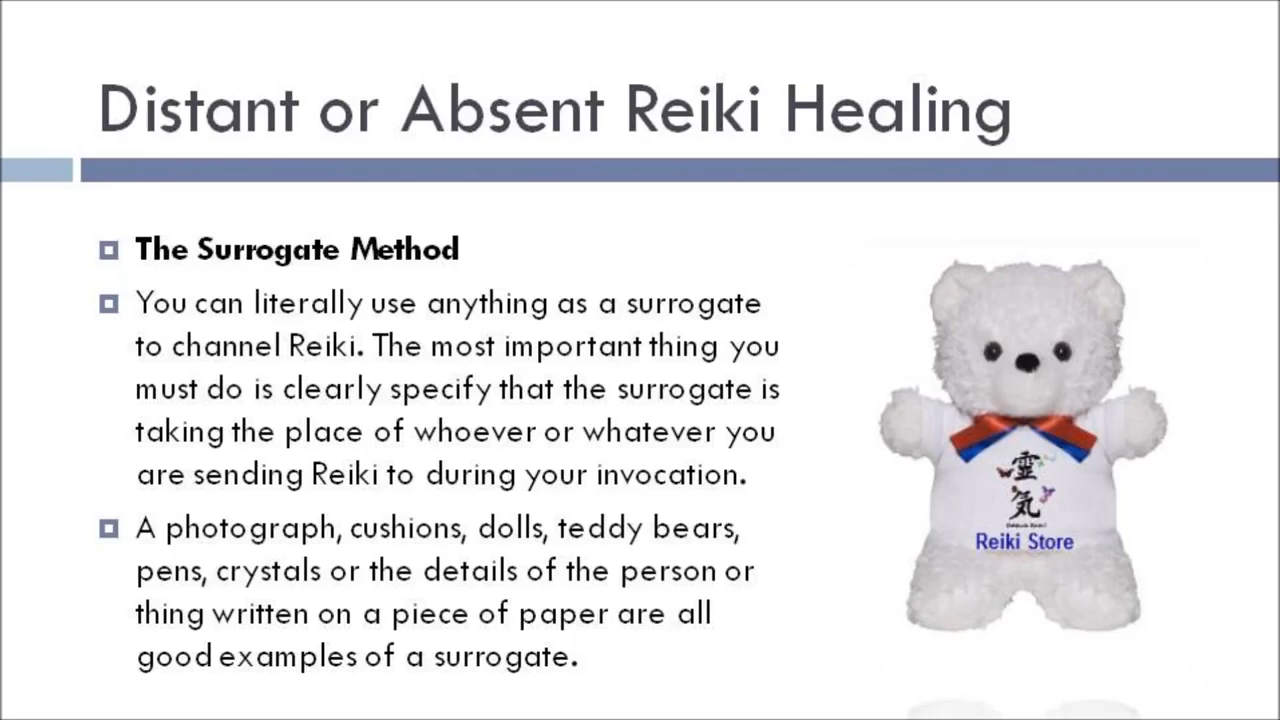 Distant or Absent Reiki Healing
The Surrogate Method
You can literally use anything as a surrogate
to channel Reiki. The most important thing you
must do is clearly specify that the surrogate is
taking the place of whoever or whatever you
are sending Reiki to during your invocation.
A photograph, cushions, dolls, teddy bears,
pens, crystals or the details of the person or
thing written on a piece of paper are all
good examples of a surrogate.
靈
気
Reiki Store